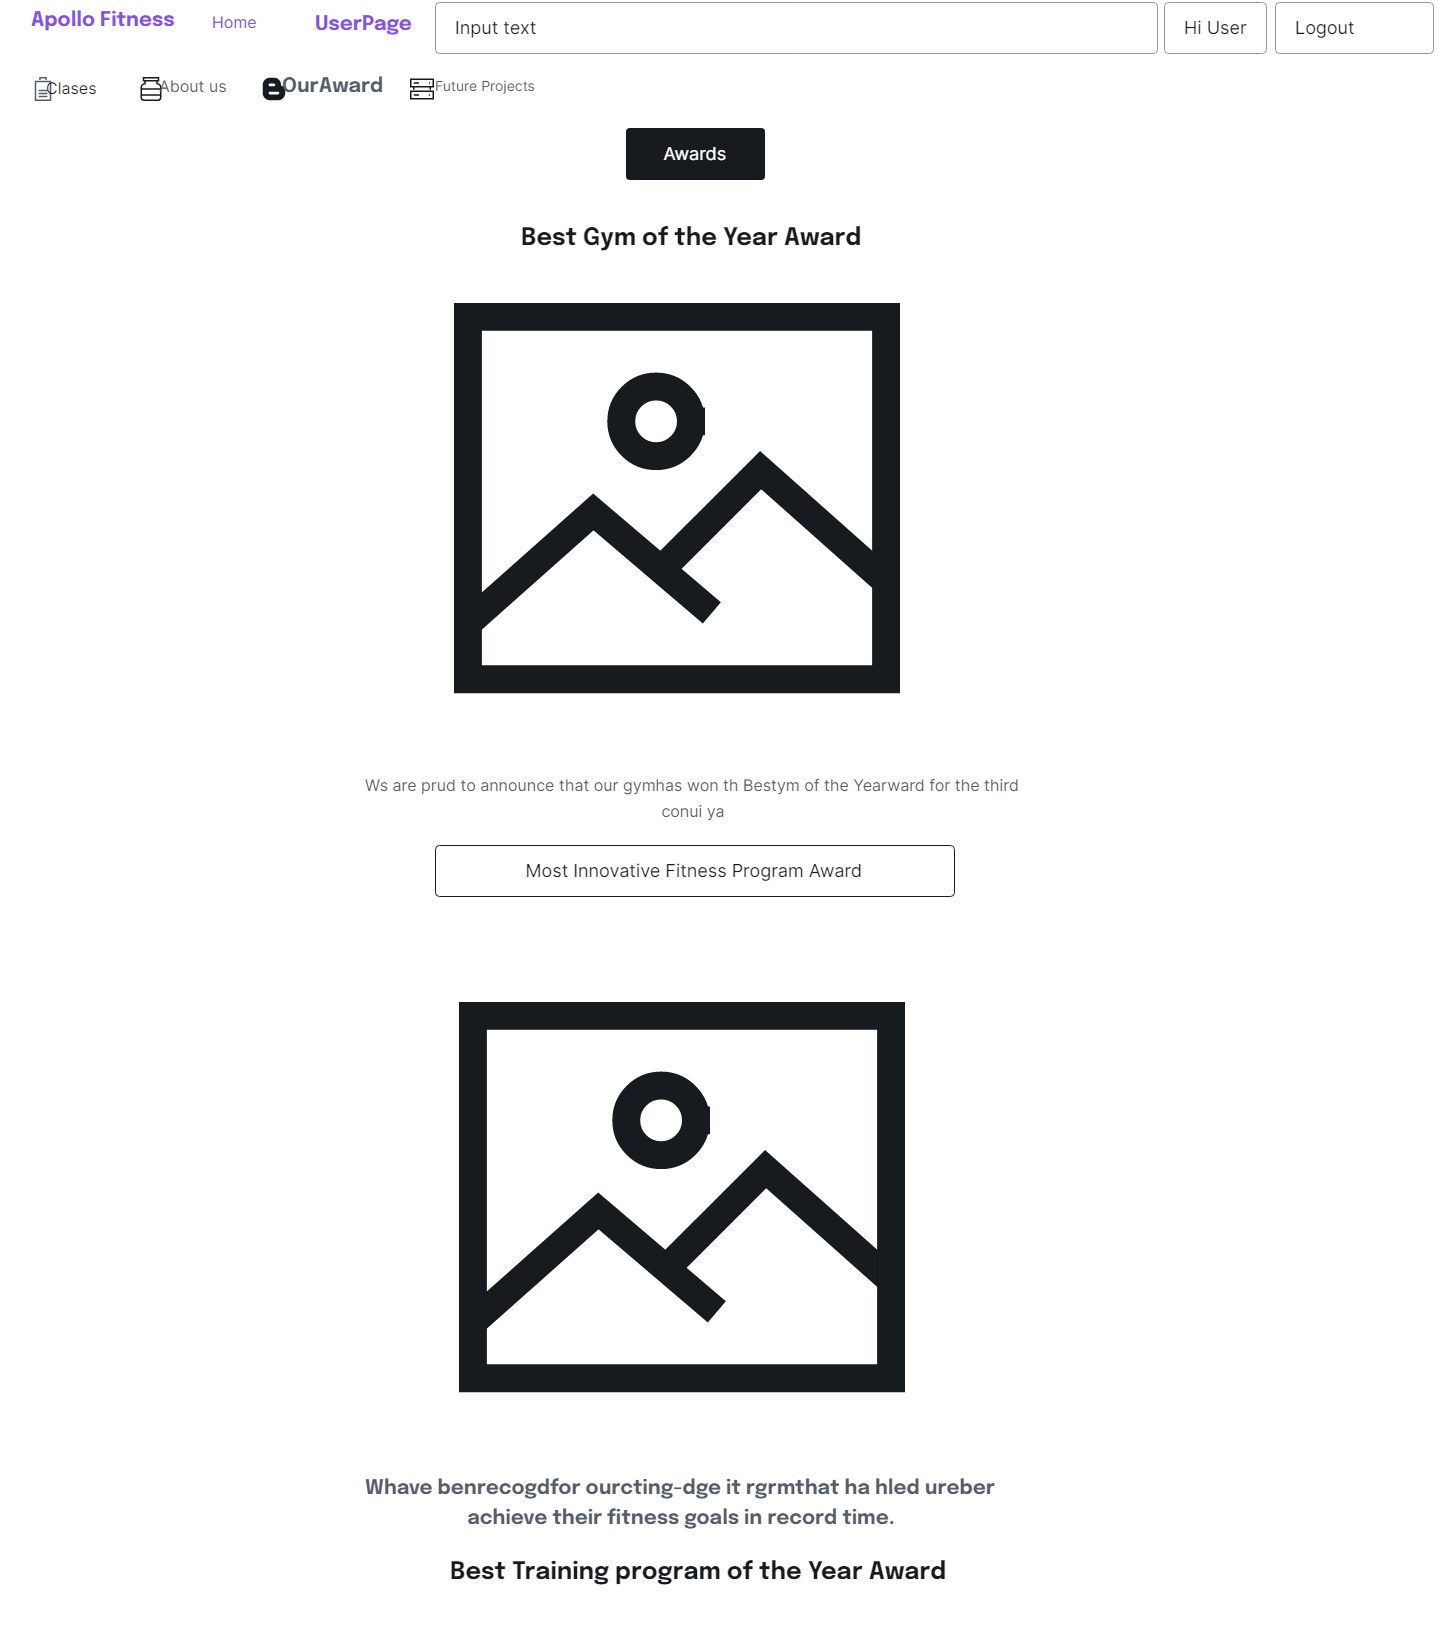 Apollo Fitness Home UserPage Input text Hi User Logout
Clases About us OurAward Future Projects
Awards
Best Gym of the Year Award
Ws are prud to announce that our gymhas won th Bestym of the Yearward for the third
conui ya
Most Innovative Fitness Program Award
Whave benrecogdfor ourcting-dge it rgrmthat ha hled ureber
achieve their fitness goals in record time.
Best Training program of the Year Award